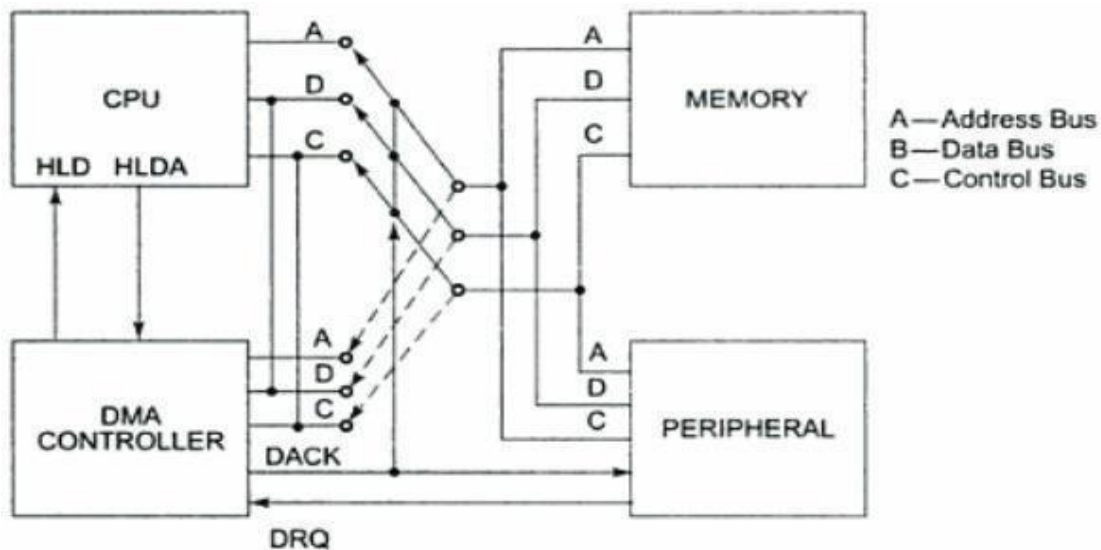 A
D
C
CPU
HLD HLDA
A
D
C
MEMORY
A—Address Bus
B—Data Bus
C—Control Bus
A
D
C
DMA
CONTROLLER
DACK
DRQ
A
D
C
PERIPHERAL